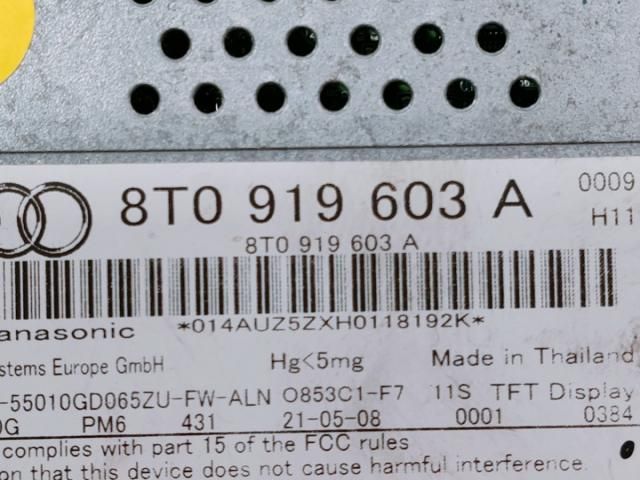 8T0 919 603 A
0009
H11
8T0 919 603 A
*014AUZ5ZXH0118192K*
anasonic
stems Europe GmbH Hg<5mg Made in Thailand
-55010GD065ZU-FW-ALN O853C1-F7 11S TFT Display
0G PM6 431 21-05-08 0001 0384
complies with part 15 of the FCC rules
on that this device does not cause harmful interference.